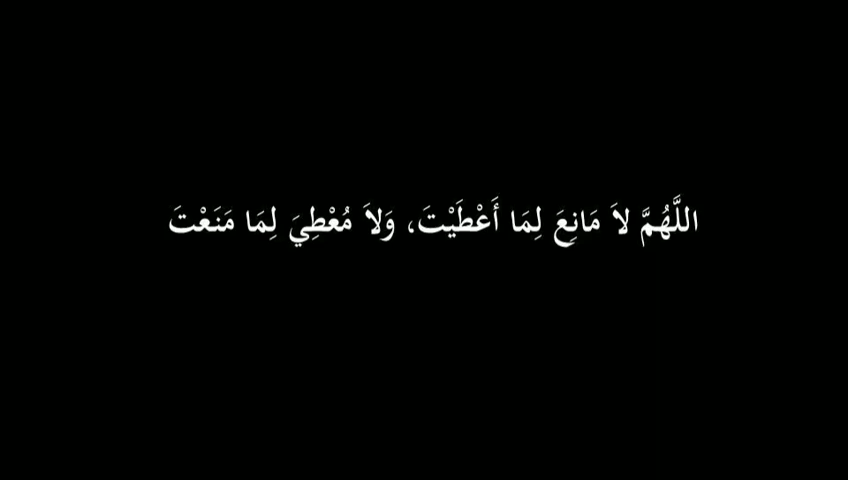 اللَّهُمَّ لاَ مَانِعَ لِمَا أَعْطَيْتَ، وَلاَ مُعْطِيَ لِمَا مَنَعْتَ